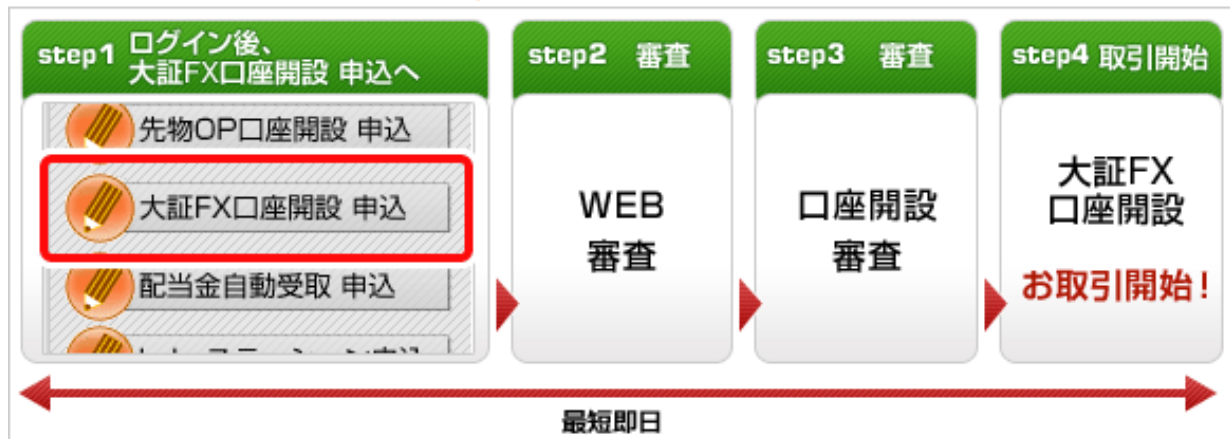 step1 ログイン後、
大証FX口座開設 申込へ
先物OP口座開設 申込
大証FX口座開設 申込
配当金自動受取 申込
step2 審査
WEB
審査
step3 審査
口座開設
審査
step4 取引開始
大証FX
口座開設
お取引開始！
最短即日